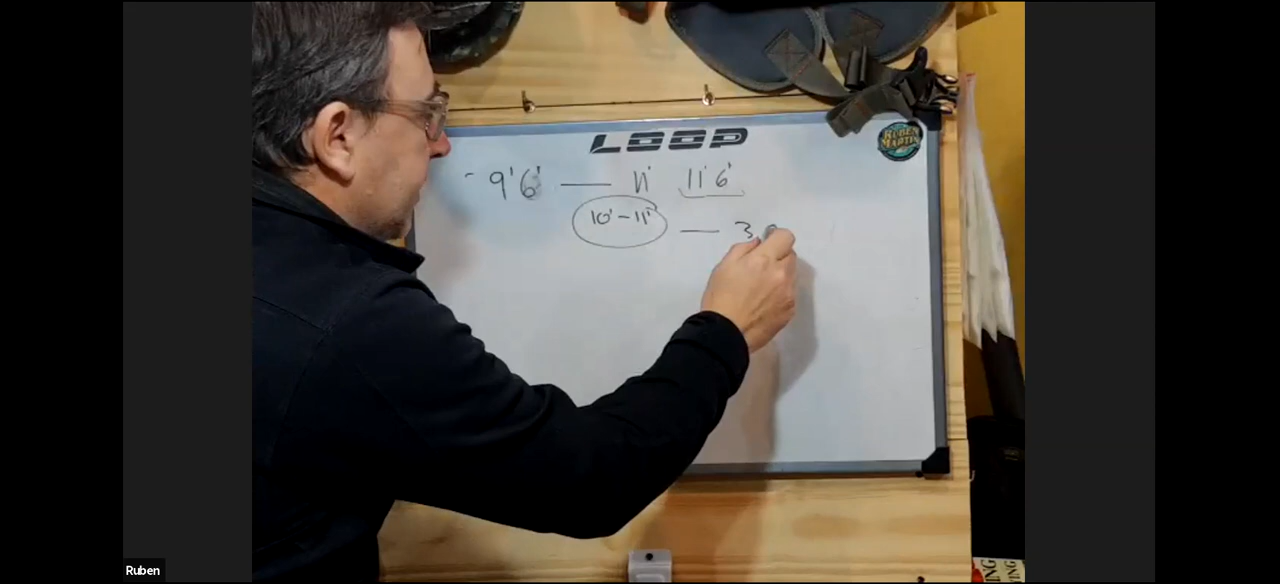 LOOP
RUBEN
MARTIN
- 9'6' — 11' 11'6'
10' - 11' — 3,
Ruben